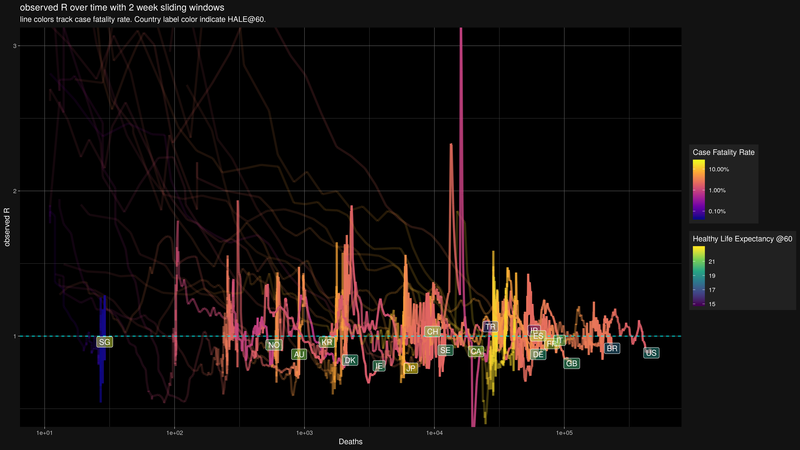 observed R over time with 2 week sliding windows
line colors track case fatality rate. Country label color indicate HALE@60.
3
2
1
observed R
SG
NO
AU
KR
DK
IE
JP
CH
SE
CA
TR
ES
DE
GB
BR
US
1e+01
1e+02
1e+03
1e+04
1e+05
Deaths
Case Fatality Rate
10.00%
1.00%
0.10%
Healthy Life Expectancy @60
21
19
17
15